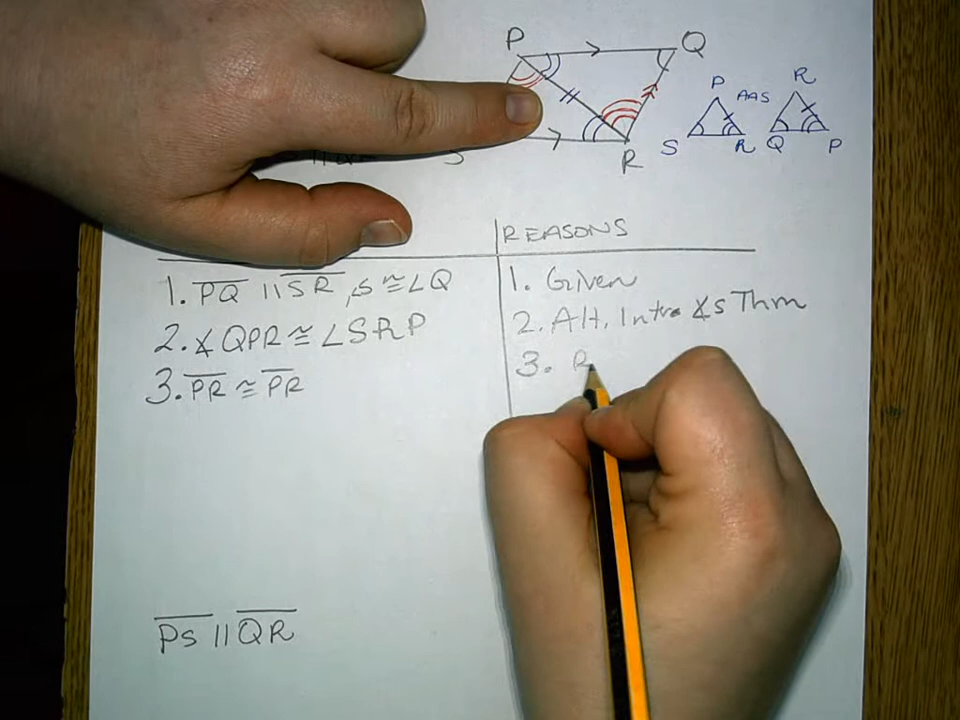 P Q
P AAS R
S R Q P
S R
REASONS
1. PQ || SR, S ≅ ∠Q 1. Given
2. ∡QPR ≅ ∠SRP 2. Alt. Intra ∡s Thm
3. PR ≅ PR 3. R
PS || QR